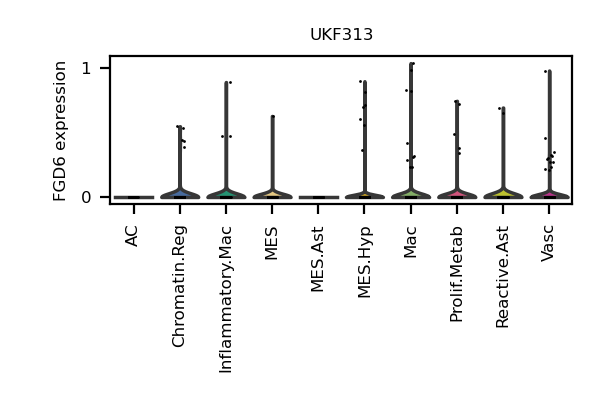 UKF313
FGD6 expression
1
0
AC
Chromatin.Reg
Inflammatory.Mac
MES
MES.Ast
MES.Hyp
Mac
Prolif.Metab
Reactive.Ast
Vasc